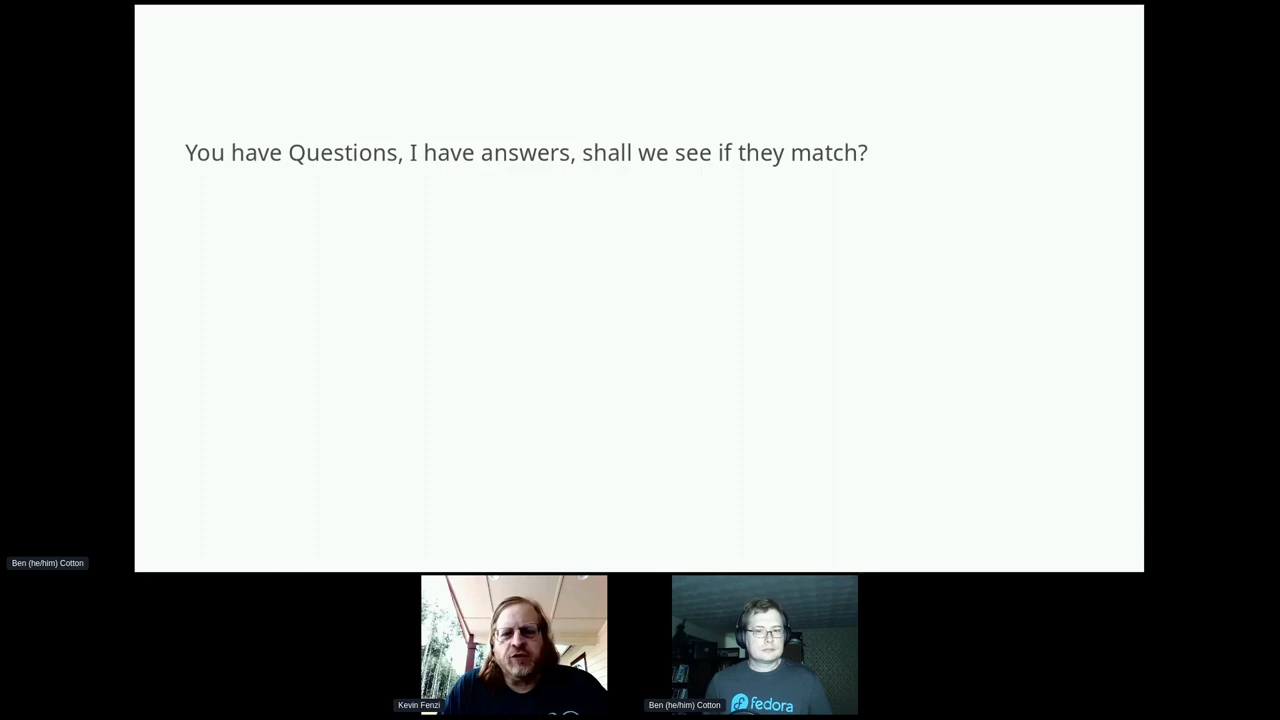 You have Questions, I have answers, shall we see if they match?
Ben (he/him) Cotton
Kevin Fenzi
Ben (he/him) Cotton
fedora